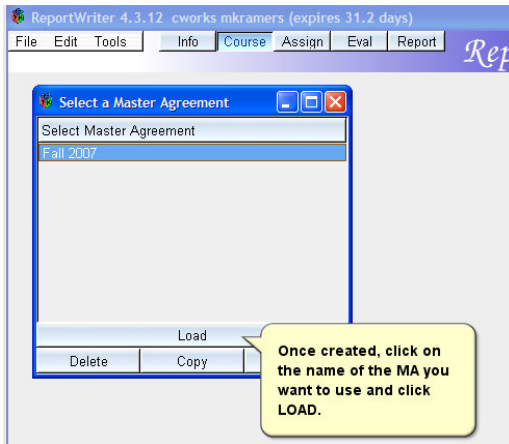 ReportWriter 4.3.12 cworks mkramers (expires 31.2 days)
File Edit Tools Info Course Assign Eval Report
Rep
Select a Master Agreement
Select Master Agreement
Fall 2007
Load
Delete Copy
Once created, click on
the name of the MA you
want to use and click
LOAD.